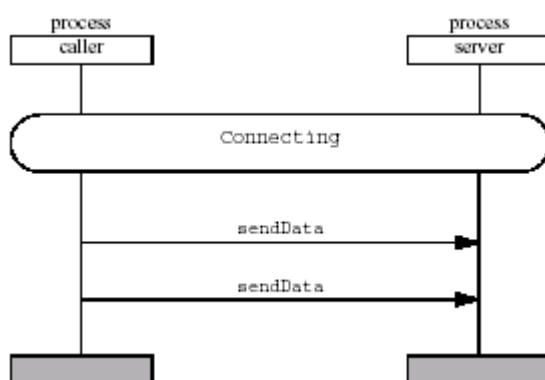 process
process
caller
server
Connecting
sendData
sendData